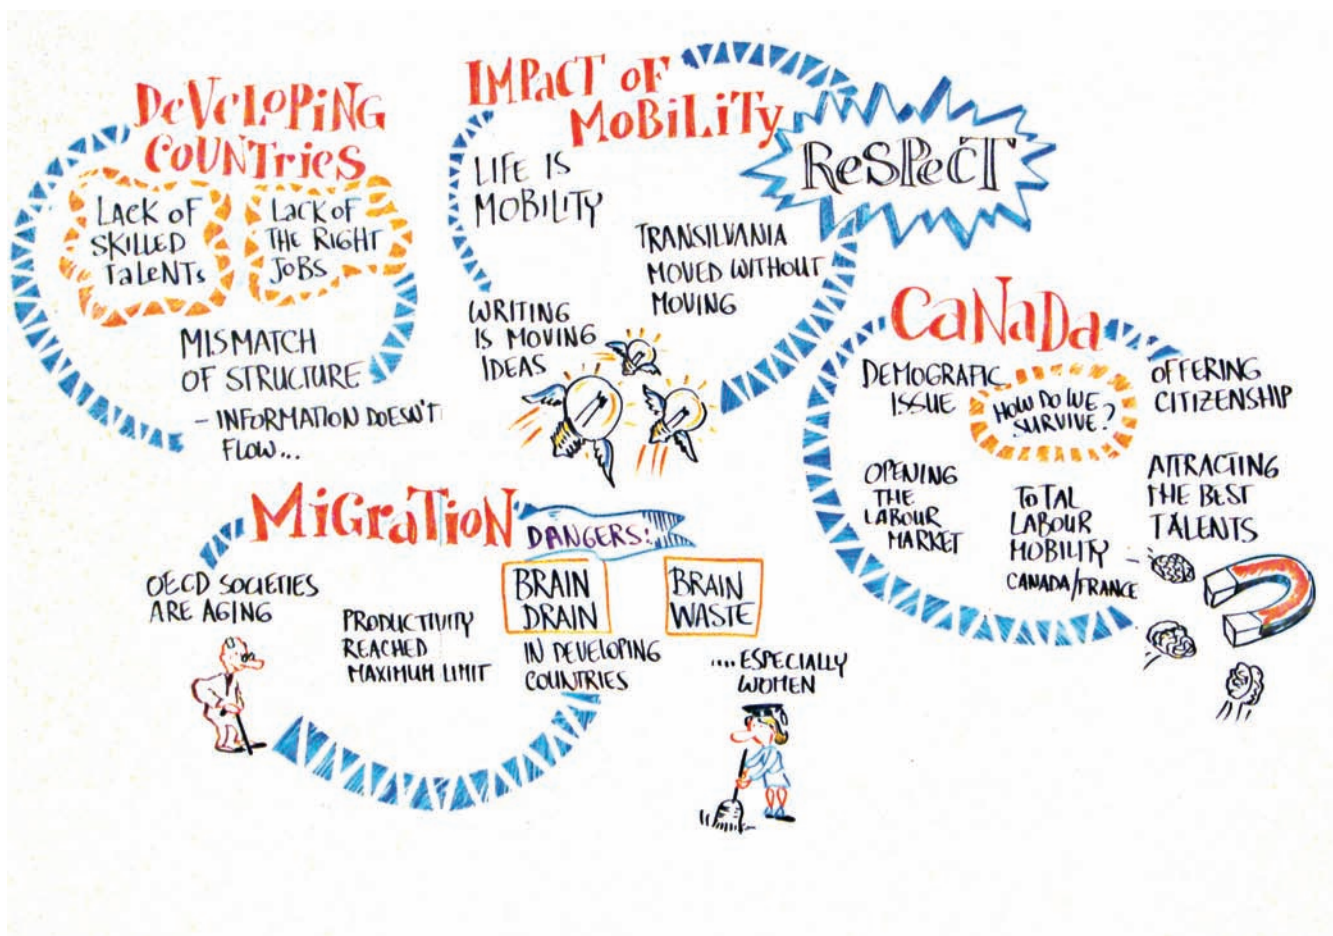 DeVeLoPiNG
CoUNTrieS
LACK oF
SKILLED
TaLeNTs
LacK oF
THE RIGHT
JoBS
MISMATCH
OF STRUCTURE
- INFORMATION DOESN'T
FLOW...
IMPaCT oF
MoBiLiTy
LIFE IS
MOBILITY
ReSPeCT
TRANSILVANIA
MOVED WITHOUT
MOVING
WRITING
IS MOVING
IDEAS
CaNaDa
DEMOGRAFIC
ISSUE
HOW DO WE
SURVIVE?
OFFERING
CITIZENSHIP
OPENING
THE
LABOUR
MARKET
ToTAL
LABOUR
MOBILITY -
CANADA/FRANCE
ATTRACTING
THE BEST
TALENTS
MiGraTioN
DANGERS!
OECD SOCIETIES
ARE AGING
PRODUCTIVITY
REACHED
MAXIMUM LIMIT
BRAIN
DRAIN
IN DEVELOPING
COUNTRIES
BRAIN
WASTE
.... ESPECIALLY
WOMEN